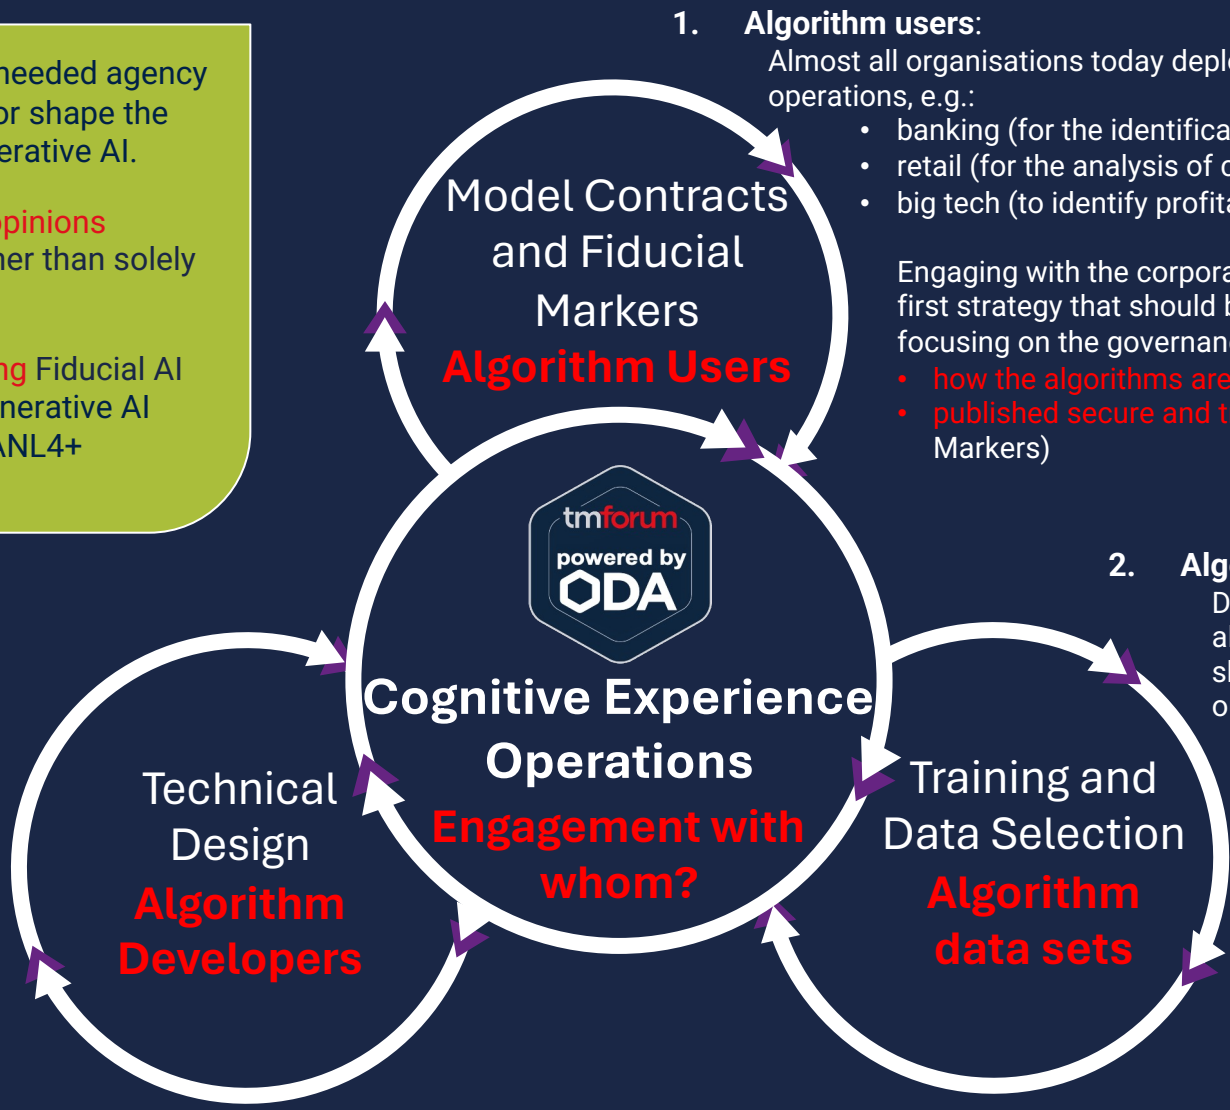 needed agency
or shape the
erative AI.
opinions
her than solely
ng Fiducial AI
nerative AI
ANL4+
1. Algorithm users:
Almost all organisations today deplo
operations, e.g.:
• banking (for the identifica
• retail (for the analysis of c
• big tech (to identify profita
Engaging with the corpora
first strategy that should b
focusing on the governanc
• how the algorithms are
• published secure and t
Markers)
Model Contracts
and Fiducial
Markers
Algorithm Users
tmforum
powered by
ODA
Cognitive Experience
Operations
Engagement with
whom?
2. Alg
D
a
sh
o
Technical
Design
Algorithm
Developers
Training and
Data Selection
Algorithm
data sets